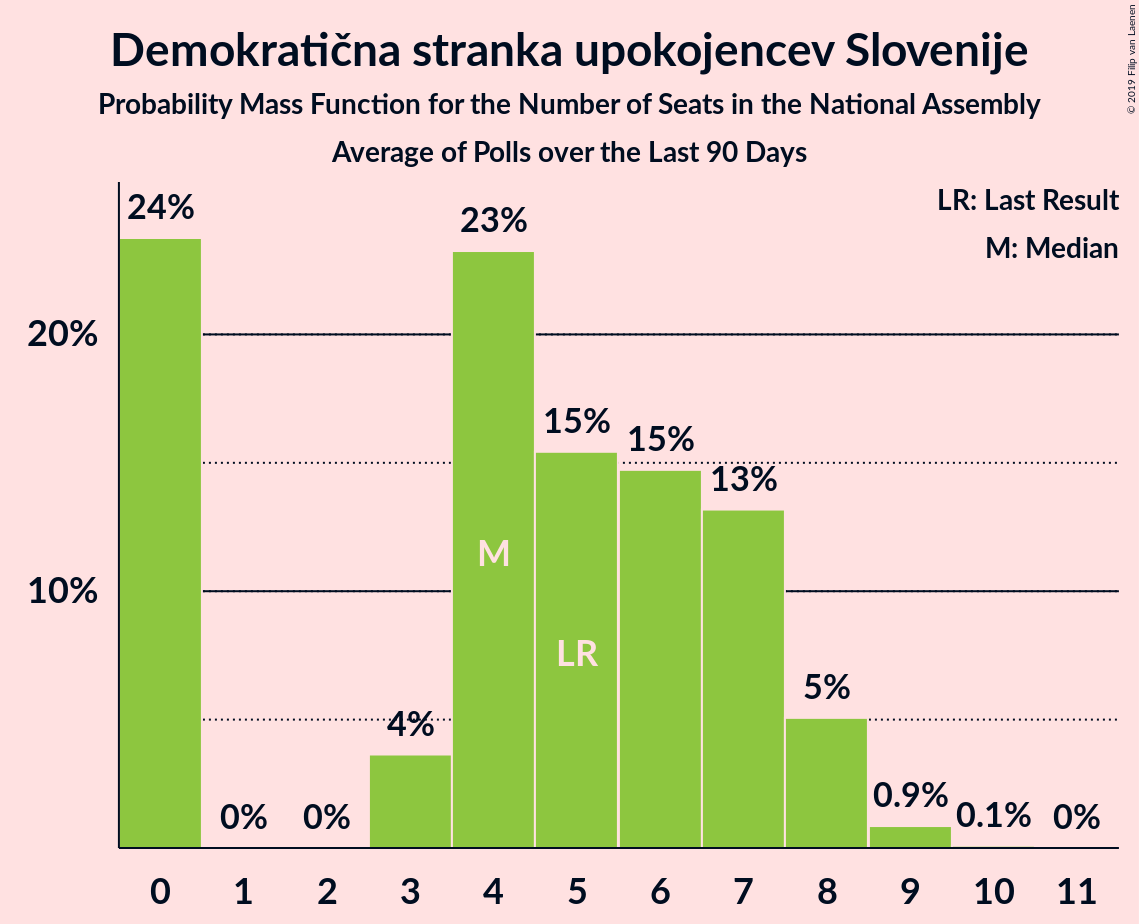 Demokratična stranka upokojencev Slovenije
Probability Mass Function for the Number of Seats in the National Assembly
Average of Polls over the Last 90 Days
© 2019 Filip van Laenen
LR: Last Result
M: Median
24%
23%
20%
15%
15%
13%
M
10%
LR
5%
4%
0.9%
0%
0%
0.1%
0%
0 1 2 3 4 5 6 7 8 9 10 11